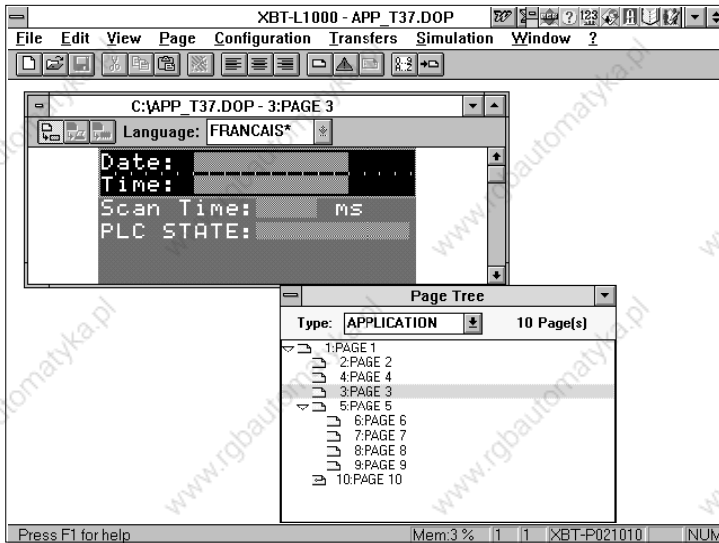 XBT-L1000 - APP_T37.DOP
File Edit View Page Configuration Transfers Simulation Window ?
C:\APP_T37.DOP - 3:PAGE 3
Language: FRANCAIS*
Date:
Time:
Scan Time: ms
PLC STATE:
Page Tree
Type: APPLICATION 10 Page(s)
1:PAGE 1
2:PAGE 2
4:PAGE 4
3:PAGE 3
5:PAGE 5
6:PAGE 6
7:PAGE 7
8:PAGE 8
9:PAGE 9
10:PAGE 10
Press F1 for help Mem:3 % 1 1 XBT-P021010 NUM
www.rgbautomatyka.pl